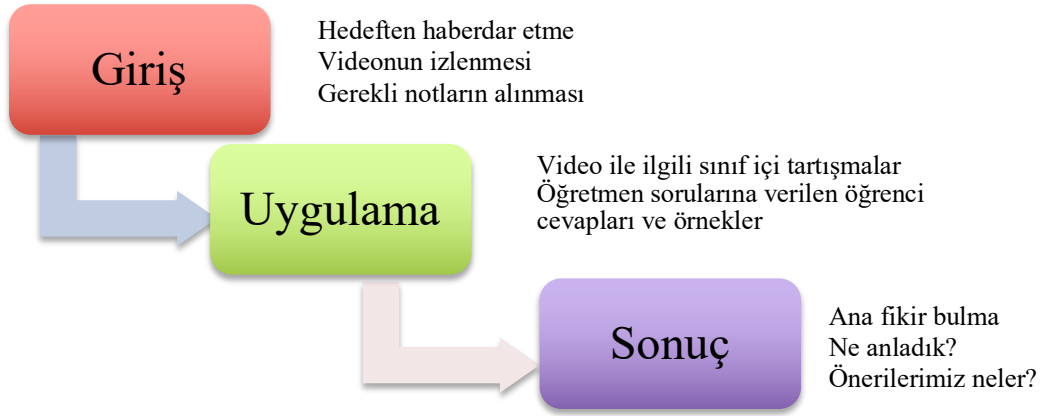 Giriş
Hedeften haberdar etme
Videonun izlenmesi
Gerekli notların alınması
Uygulama
Video ile ilgili sınıf içi tartışmalar
Öğretmen sorularına verilen öğrenci
cevapları ve örnekler
Sonuç
Ana fikir bulma
Ne anladık?
Önerilerimiz neler?